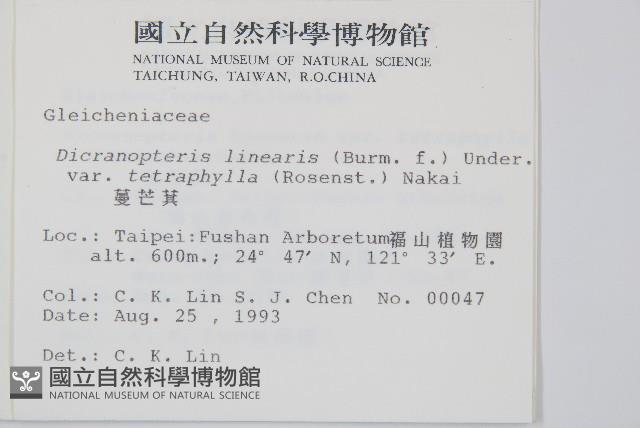 國立自然科學博物館
NATIONAL MUSEUM OF NATURAL SCIENCE
TAICHUNG, TAIWAN, R.O.CHINA
Gleicheniaceae
Dicranopteris linearis (Burm. f.) Under.
var. tetraphylla (Rosenst.) Nakai
蔓芒萁
Loc.: Taipei:Fushan Arboretum福山植物園
alt. 600m.; 24° 47′ N, 121° 33′ E.
Col.: C. K. Lin S. J. Chen No. 00047
Date: Aug. 25 , 1993
Det.: C. K. Lin
國立自然科學博物館
NATIONAL MUSEUM OF NATURAL SCIENCE